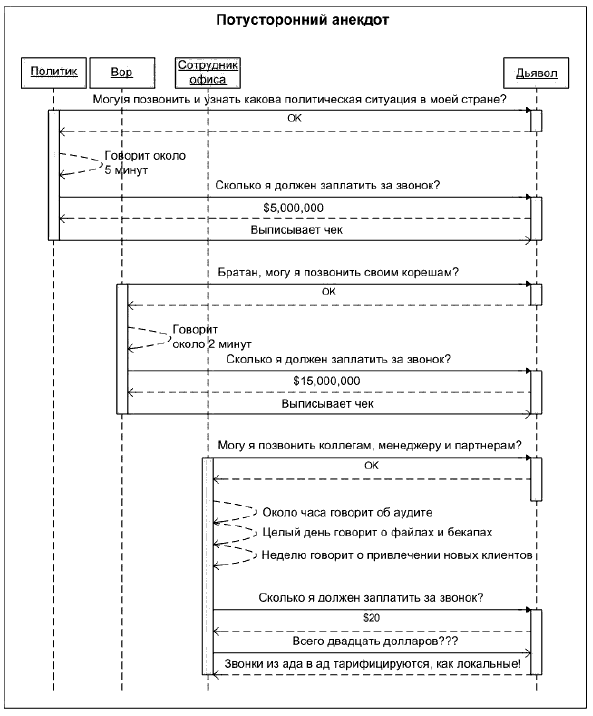 Потусторонний анекдот
Политик
Вор
Сотрудник
офиса
Дьявол
Могу я позвонить и узнать какова политическая ситуация в моей стране?
OK
Говорит около
5 минут
Сколько я должен заплатить за звонок?
$5,000,000
Выписывает чек
Братан, могу я позвонить своим корешам?
OK
Говорит
около 2 минут
Сколько я должен заплатить за звонок?
$15,000,000
Выписывает чек
Могу я позвонить коллегам, менеджеру и партнерам?
OK
Около часа говорит об аудите
Целый день говорит о файлах и бекапах
Неделю говорит о привлечении новых клиентов
Сколько я должен заплатить за звонок?
$20
Всего двадцать долларов???
Звонки из ада в ад тарифицируются, как локальные!